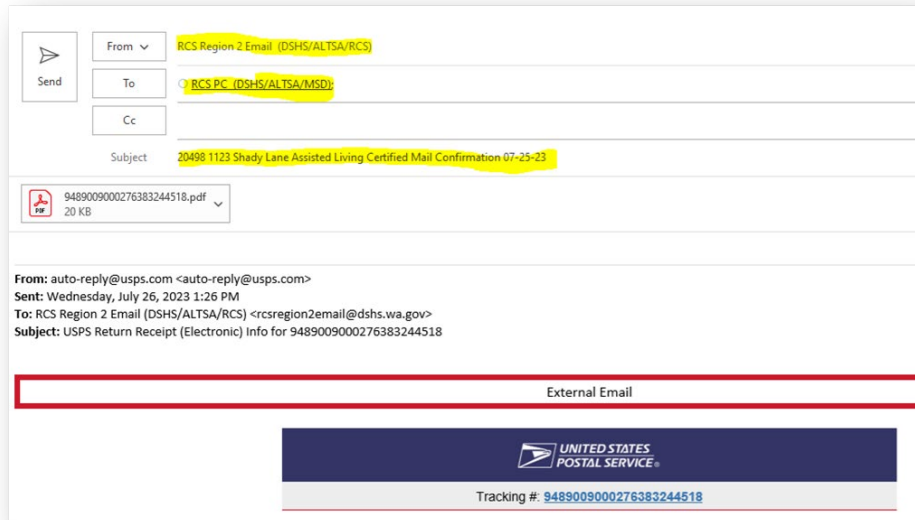 From
RCS Region 2 Email (DSHS/ALTSA/RCS)
Send
To
RCS PC (DSHS/ALTSA/MSD);
Cc
Subject
20498 1123 Shady Lane Assisted Living Certified Mail Confirmation 07-25-23
PDF
9489009000276383244518.pdf
20 KB
From: auto-reply@usps.com <auto-reply@usps.com>
Sent: Wednesday, July 26, 2023 1:26 PM
To: RCS Region 2 Email (DSHS/ALTSA/RCS) <rcsregion2email@dshs.wa.gov>
Subject: USPS Return Receipt (Electronic) Info for 9489009000276383244518
External Email
UNITED STATES
POSTAL SERVICE®
Tracking #: 9489009000276383244518